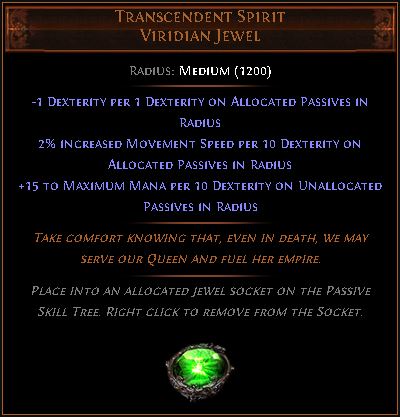 Transcendent Spirit
Viridian Jewel
Radius: Medium (1200)
-1 Dexterity per 1 Dexterity on Allocated Passives in
Radius
2% increased Movement Speed per 10 Dexterity on
Allocated Passives in Radius
+15 to Maximum Mana per 10 Dexterity on Unallocated
Passives in Radius
Take comfort knowing that, even in death, we may
serve our Queen and fuel her empire.
Place into an allocated jewel socket on the Passive
Skill Tree. Right click to remove from the Socket.